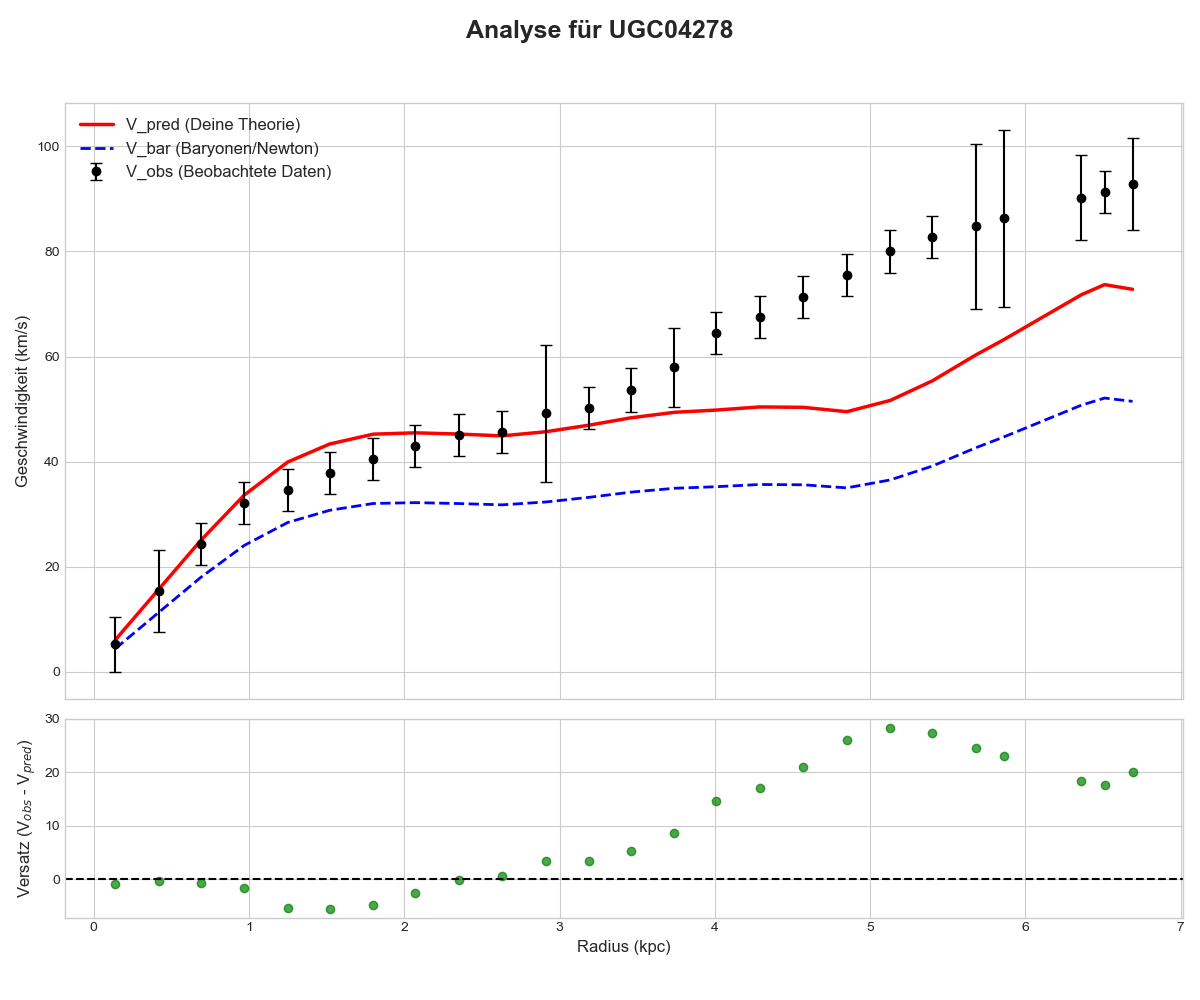 Analyse für UGC04278
V_pred (Deine Theorie)
V_bar (Baryonen/Newton)
V_obs (Beobachtete Daten)
Geschwindigkeit (km/s)
100
80
60
40
20
0
Versatz (V_obs - V_pred)
30
20
10
0
0 1 2 3 4 5 6 7
Radius (kpc)